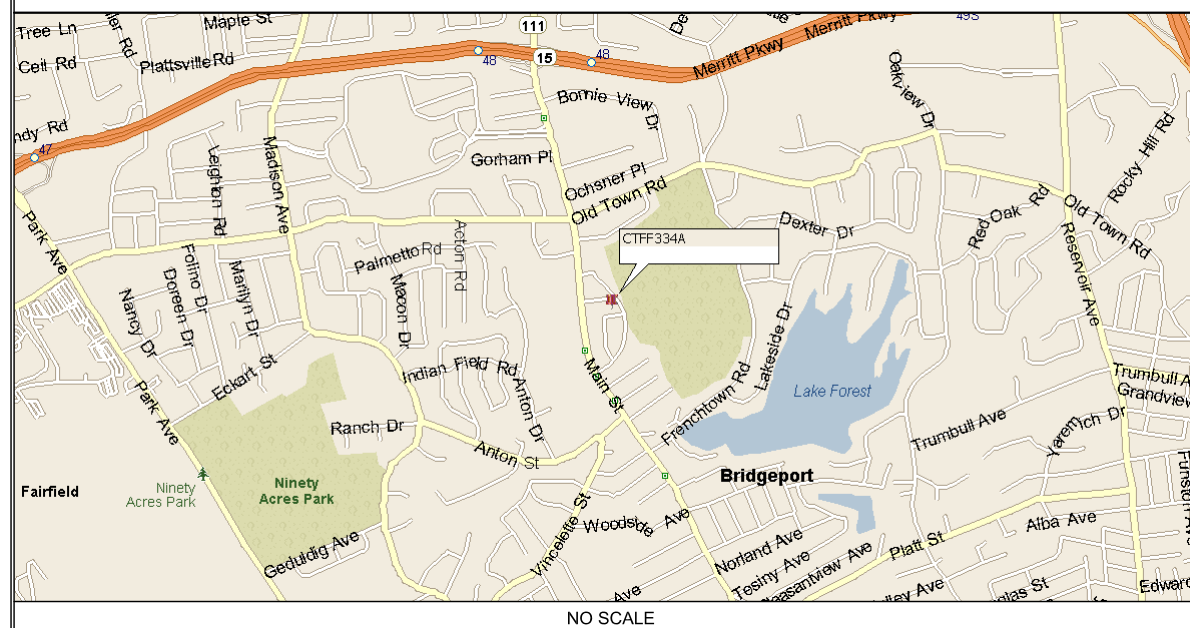 Tree Ln
Maple St
111
49S
Merritt Pkwy
Cell Rd
Plattsville Rd
48
15
48
Merritt Pkwy
Bonnie View Dr
Oakview Dr
47
Madison Ave
Leighton Rd
Gorham Pl
Ochsner Pl
Old Town Rd
Rocky Hill Rd
Red Oak Rd
Old Town Rd
Park Ave
Acton Rd
CTFF334A
Dexter Dr
Reservoir Ave
Palmetto Rd
Folino Dr
Doreen Dr
Marilyn Dr
Macon Dr
Nancy Dr
Lakeside Dr
Eckart St
Indian Field Rd
Main St
Frenchtown Rd
Lake Forest
Park Ave
Anton Dr
Ranch Dr
Anton St
Trumbull Ave
Grandview
Bridgeport
Fairfield
Ninety
Acres Park
Ninety
Acres Park
Woodside Ave
Vincelette St
Geduldig Ave
Norland Ave
Tesiny Ave
Platt St
Alba Ave
Funston Ave
Edward
Ave
NO SCALE